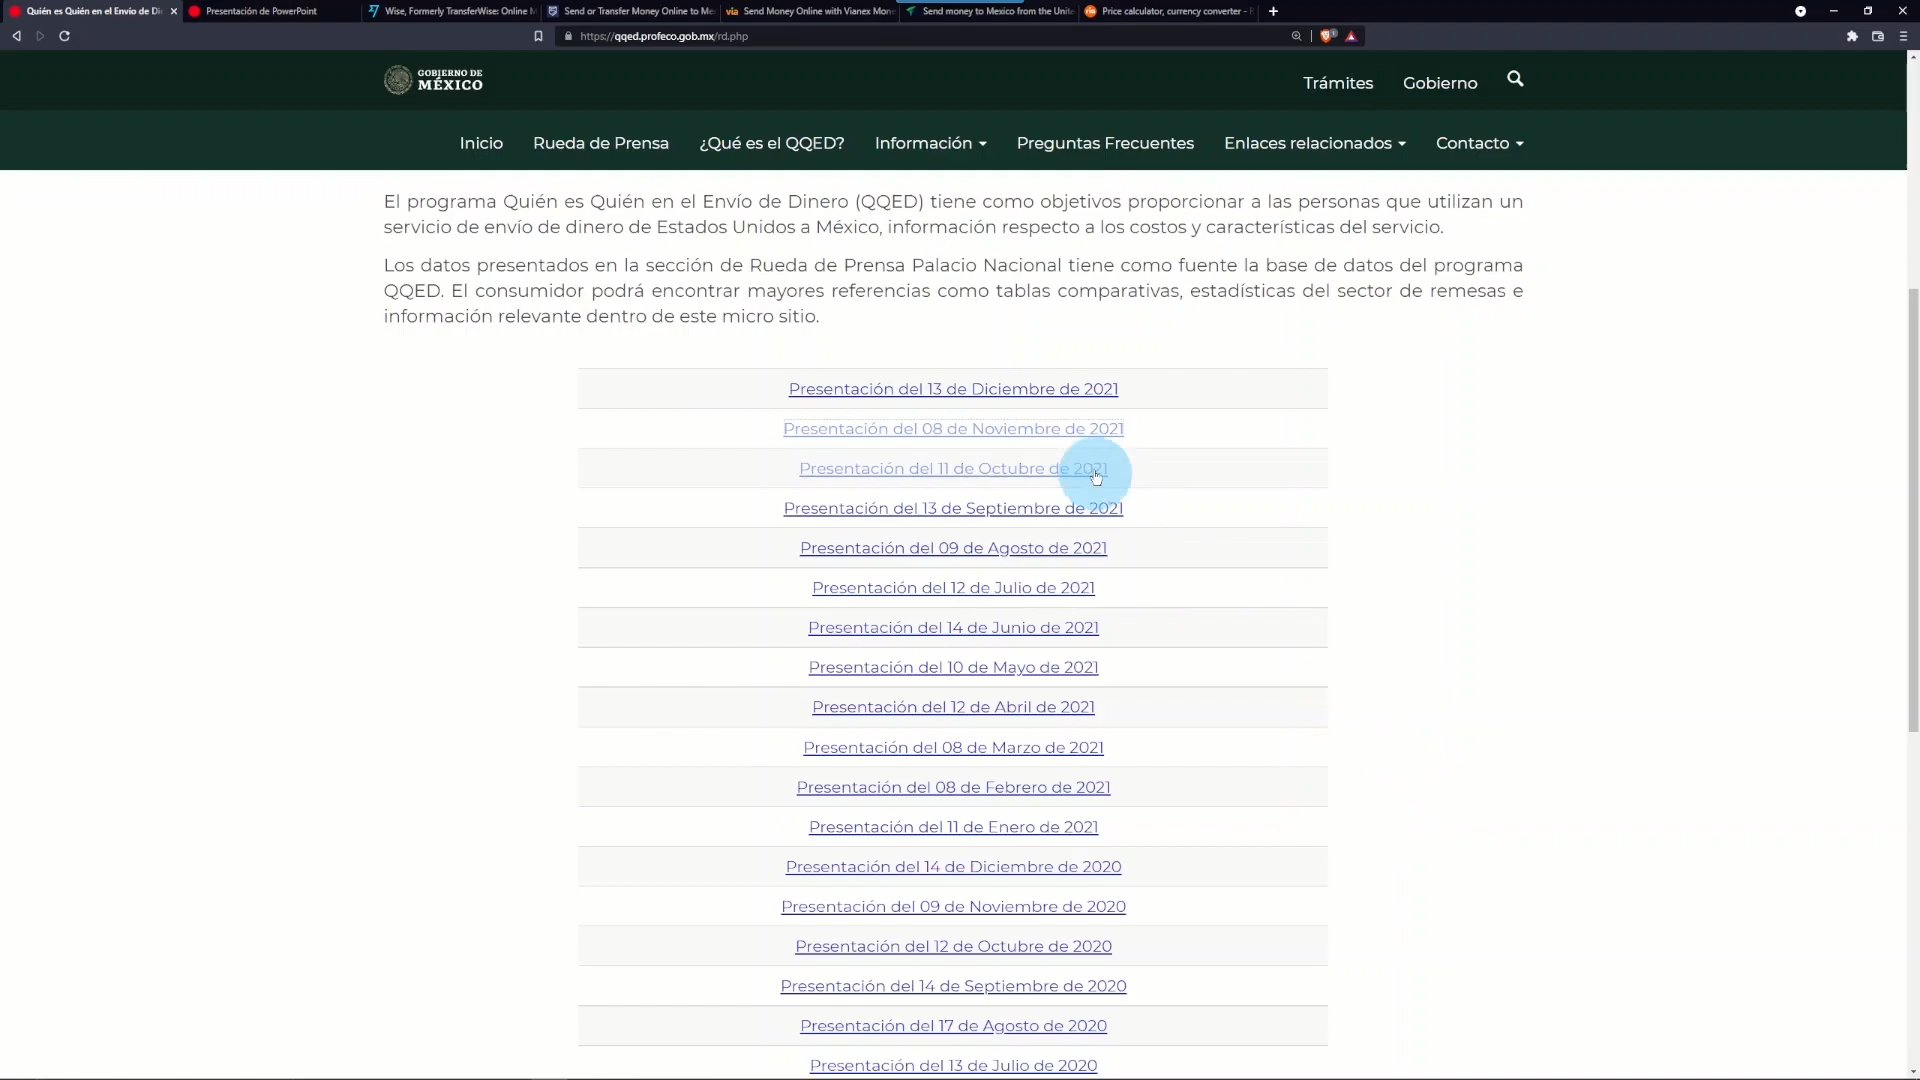 Quién es Quién en el Envío de Di
Presentación de PowerPoint
Wise, Formerly TransferWise: Online M
Send or Transfer Money Online to Me
via Send Money Online with Vianex Mon
Send money to Mexico from the Unite
ria Price calculator, currency converter - R
https://qqed.profeco.gob.mx/rd.php
GOBIERNO DE
MÉXICO
Trámites
Gobierno
Inicio
Rueda de Prensa
¿Qué es el QQED?
Información
Preguntas Frecuentes
Enlaces relacionados
Contacto
El programa Quién es Quién en el Envío de Dinero (QQED) tiene como objetivos proporcionar a las personas que utilizan un
servicio de envío de dinero de Estados Unidos a México, información respecto a los costos y características del servicio.
Los datos presentados en la sección de Rueda de Prensa Palacio Nacional tiene como fuente la base de datos del programa
QQED. El consumidor podrá encontrar mayores referencias como tablas comparativas, estadísticas del sector de remesas e
información relevante dentro de este micro sitio.
Presentación del 13 de Diciembre de 2021
Presentación del 08 de Noviembre de 2021
Presentación del 11 de Octubre de 2021
Presentación del 13 de Septiembre de 2021
Presentación del 09 de Agosto de 2021
Presentación del 12 de Julio de 2021
Presentación del 14 de Junio de 2021
Presentación del 10 de Mayo de 2021
Presentación del 12 de Abril de 2021
Presentación del 08 de Marzo de 2021
Presentación del 08 de Febrero de 2021
Presentación del 11 de Enero de 2021
Presentación del 14 de Diciembre de 2020
Presentación del 09 de Noviembre de 2020
Presentación del 12 de Octubre de 2020
Presentación del 14 de Septiembre de 2020
Presentación del 17 de Agosto de 2020
Presentación del 13 de Julio de 2020